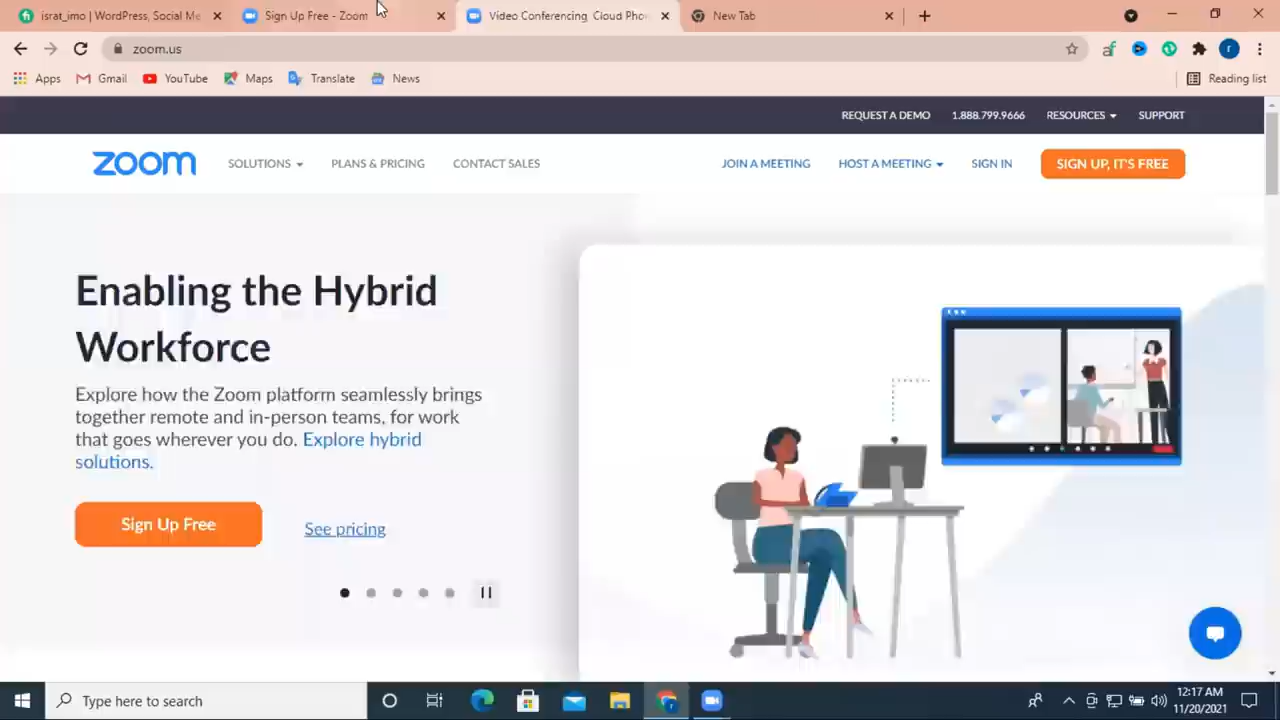 israt_imo | WordPress, Social Me
Sign Up Free - Zoom
Video Conferencing, Cloud Pho
New Tab
zoom.us
Apps
Gmail
YouTube
Maps
Translate
News
Reading list
REQUEST A DEMO
1.888.799.9666
RESOURCES
SUPPORT
zoom
SOLUTIONS
PLANS & PRICING
CONTACT SALES
JOIN A MEETING
HOST A MEETING
SIGN IN
SIGN UP, IT'S FREE
Enabling the Hybrid
Workforce
Explore how the Zoom platform seamlessly brings
together remote and in-person teams, for work
that goes wherever you do. Explore hybrid
solutions.
Sign Up Free
See pricing
Type here to search
12:17 AM
11/20/2021